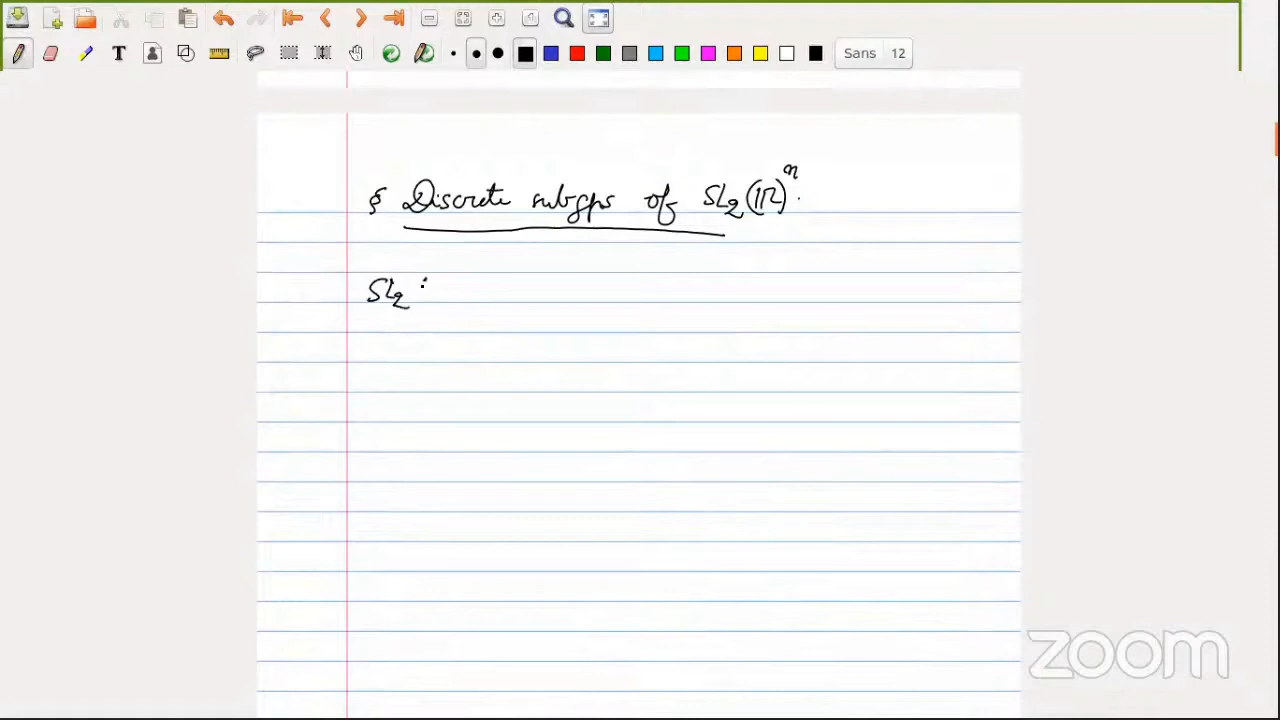 Sans 12
§ Discrete subgps of SL₂(ℝ)ⁿ.
SL₂ :
zoom